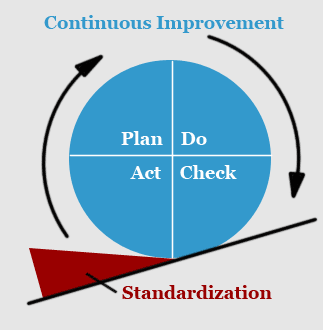 Continuous Improvement
Plan Do
Act Check
Standardization